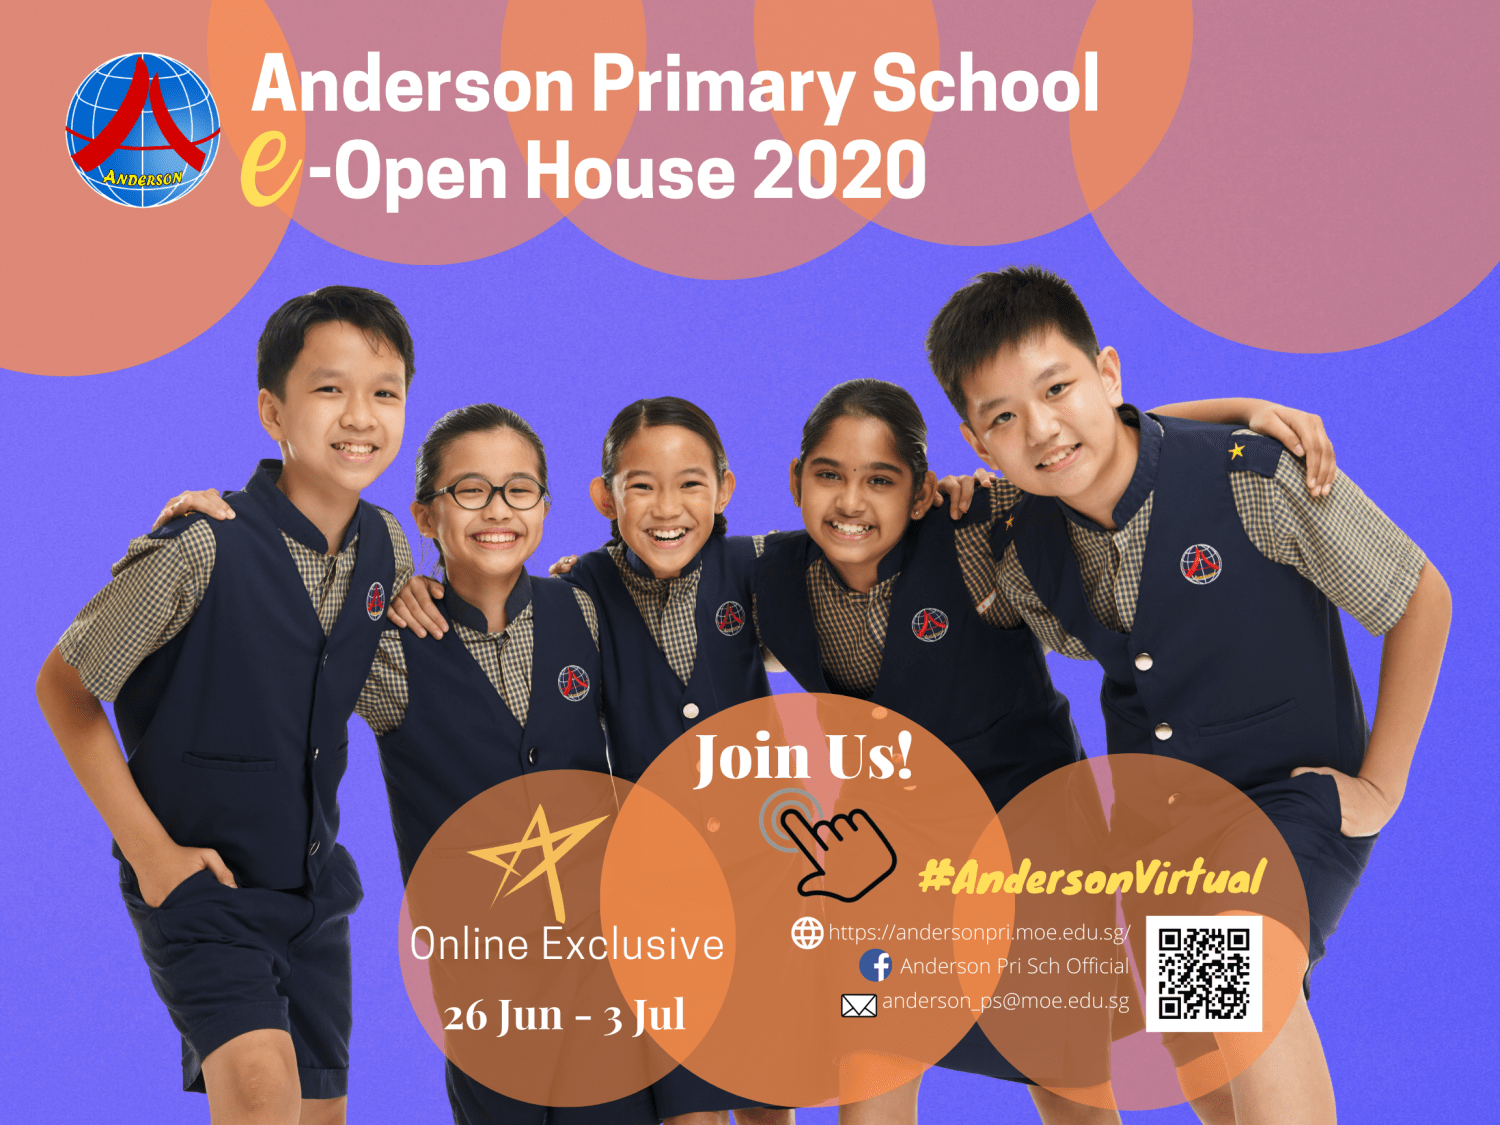 Anderson Primary School
e-Open House 2020
ANDERSON
Join Us!
#AndersonVirtual
Online Exclusive
26 Jun - 3 Jul
https://andersonpri.moe.edu.sg/
Anderson Pri Sch Official
anderson_ps@moe.edu.sg